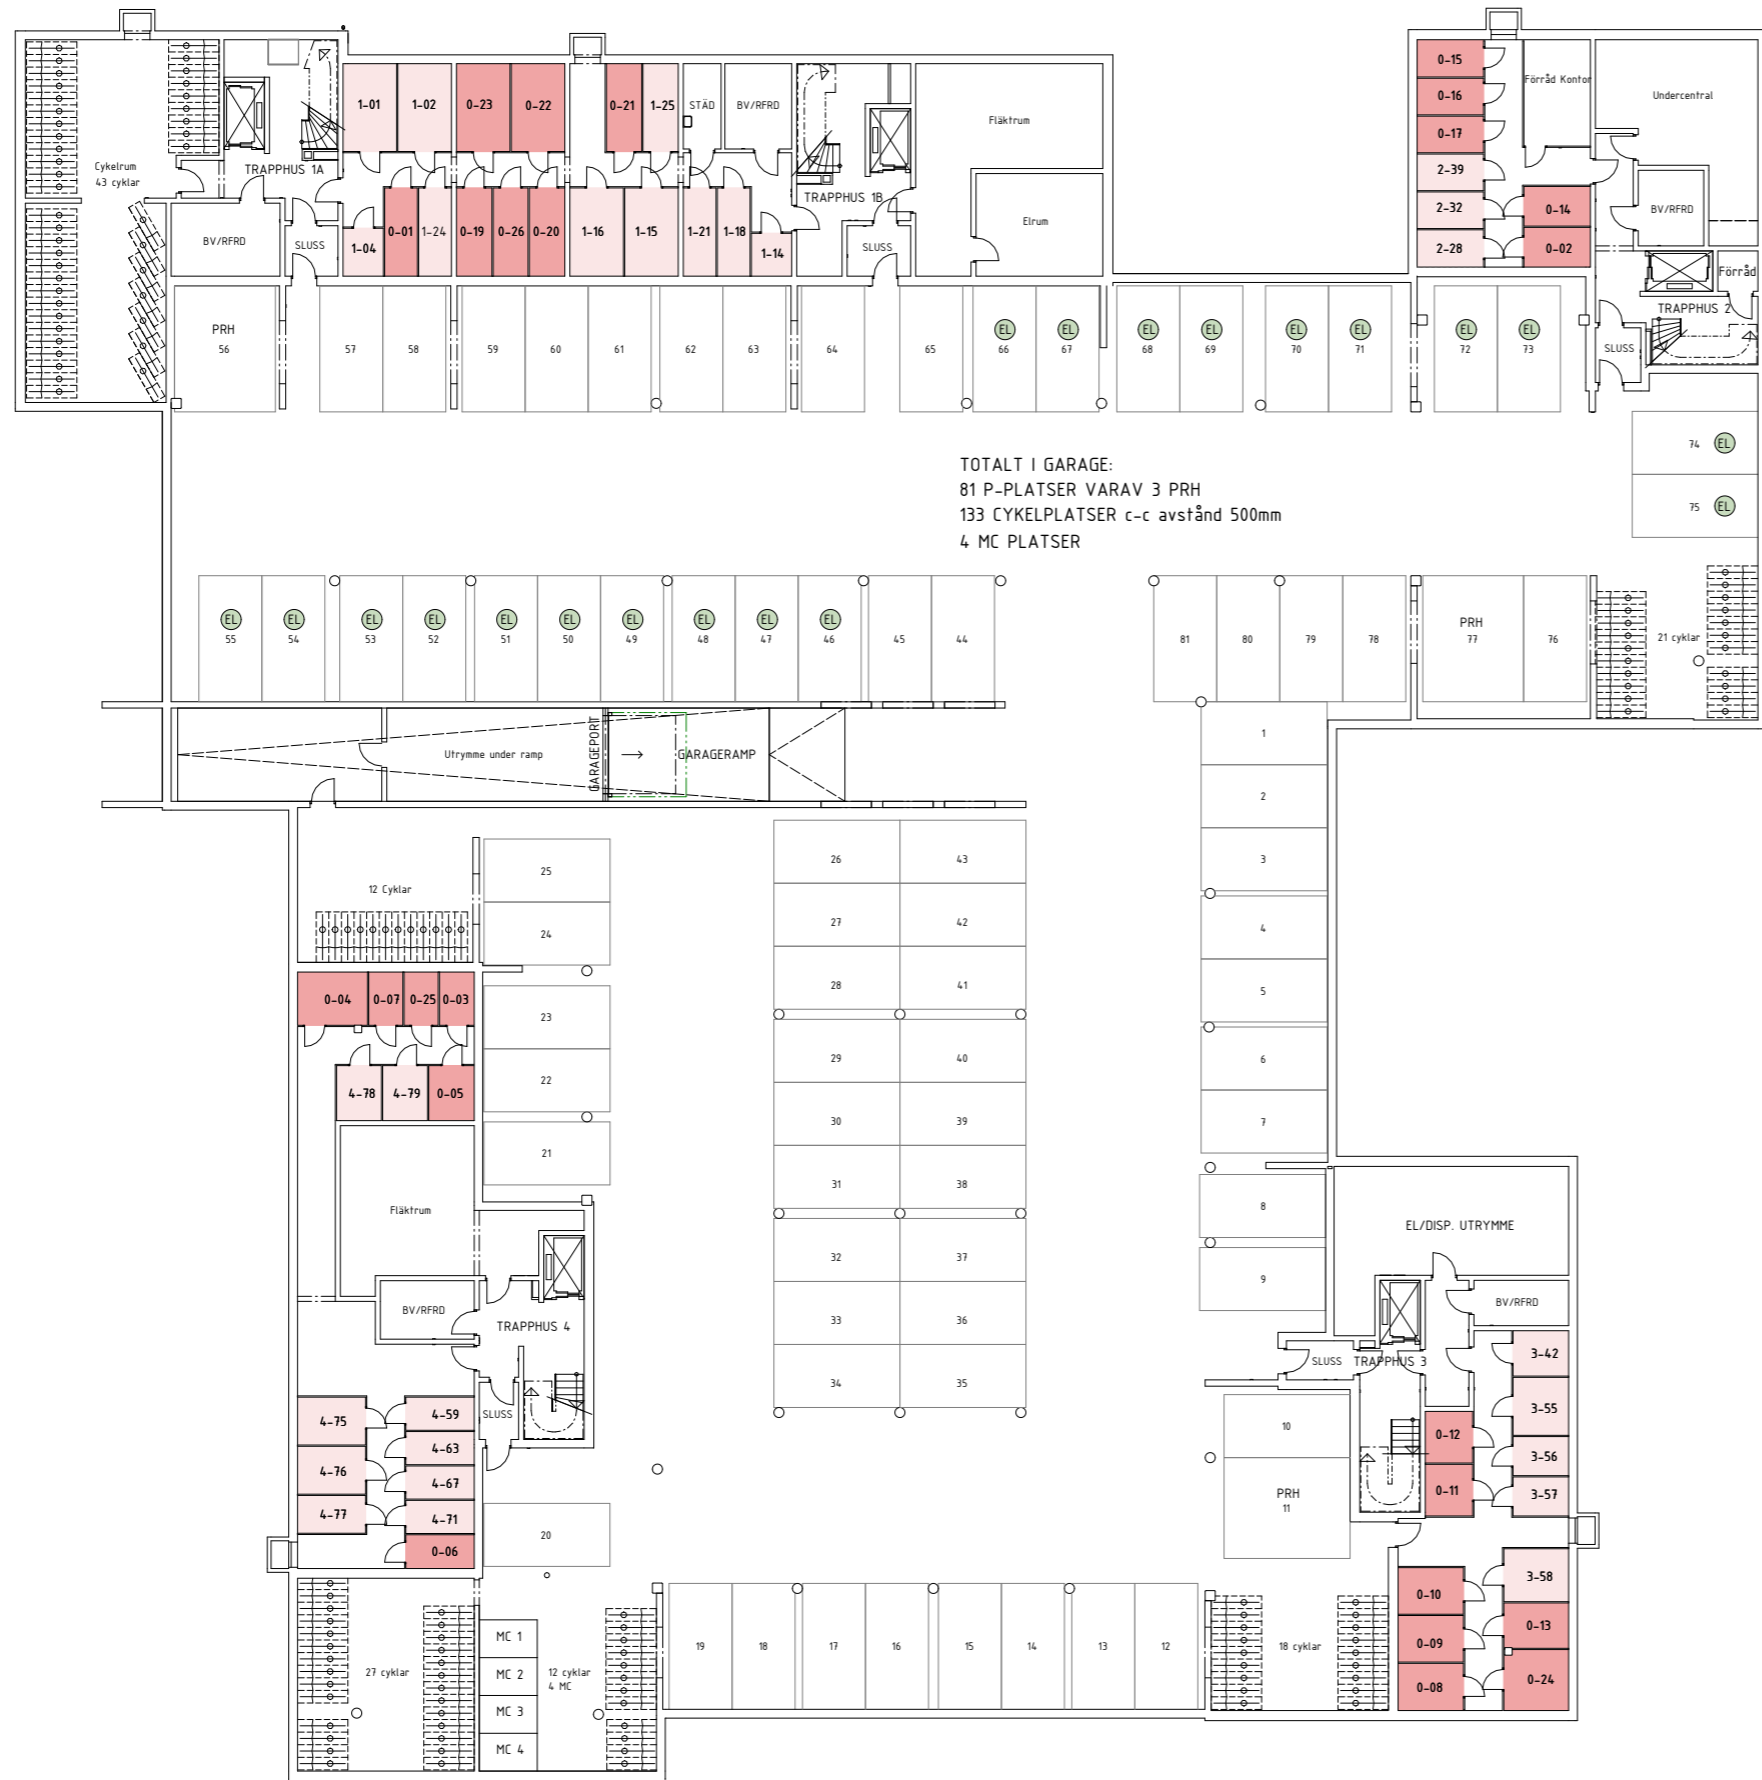 0-15
0-16
0-17
2-39
2-32
2-28
Förråd Kontor
Undercentral
0-14
0-02
BV/RFRD
Förråd
TRAPPHUS 2
SLUSS
Cykelrum
43 cyklar
TRAPPHUS 1A
BV/RFRD
SLUSS
1-01
1-02
0-23
0-22
0-21
1-25
STÄD
BV/RFRD
1-04
0-01
1-24
0-19
0-26
0-20
1-16
1-15
1-21
1-18
1-14
TRAPPHUS 1B
SLUSS
Fläktrum
Elrum
PRH
56
57
58
59
60
61
62
63
64
65
EL
66
EL
67
EL
68
EL
69
EL
70
EL
71
EL
72
EL
73
74 EL
75 EL
TOTALT I GARAGE:
81 P-PLATSER VARAV 3 PRH
133 CYKELPLATSER c-c avstånd 500mm
4 MC PLATSER
EL
55
EL
54
EL
53
EL
52
EL
51
EL
50
EL
49
EL
48
EL
47
EL
46
45
44
81
80
79
78
PRH
77
76
21 cyklar
Utrymme under ramp
GARAGEPORT
GARAGERAMP
1
2
3
4
5
6
7
8
9
10
PRH
11
12 Cyklar
25
24
23
22
21
20
26
43
27
42
28
41
29
40
30
39
31
38
32
37
33
36
34
35
0-04
0-07
0-25
0-03
4-78
4-79
0-05
Fläktrum
BV/RFRD
TRAPPHUS 4
SLUSS
4-75
4-76
4-77
4-59
4-63
4-67
4-71
0-06
EL/DISP. UTRYMME
BV/RFRD
SLUSS
TRAPPHUS 3
3-42
3-55
3-56
3-57
0-12
0-11
3-58
0-10
0-13
0-09
0-08
0-24
27 cyklar
MC 1
MC 2
MC 3
MC 4
12 cyklar
4 MC
19
18
17
16
15
14
13
12
18 cyklar